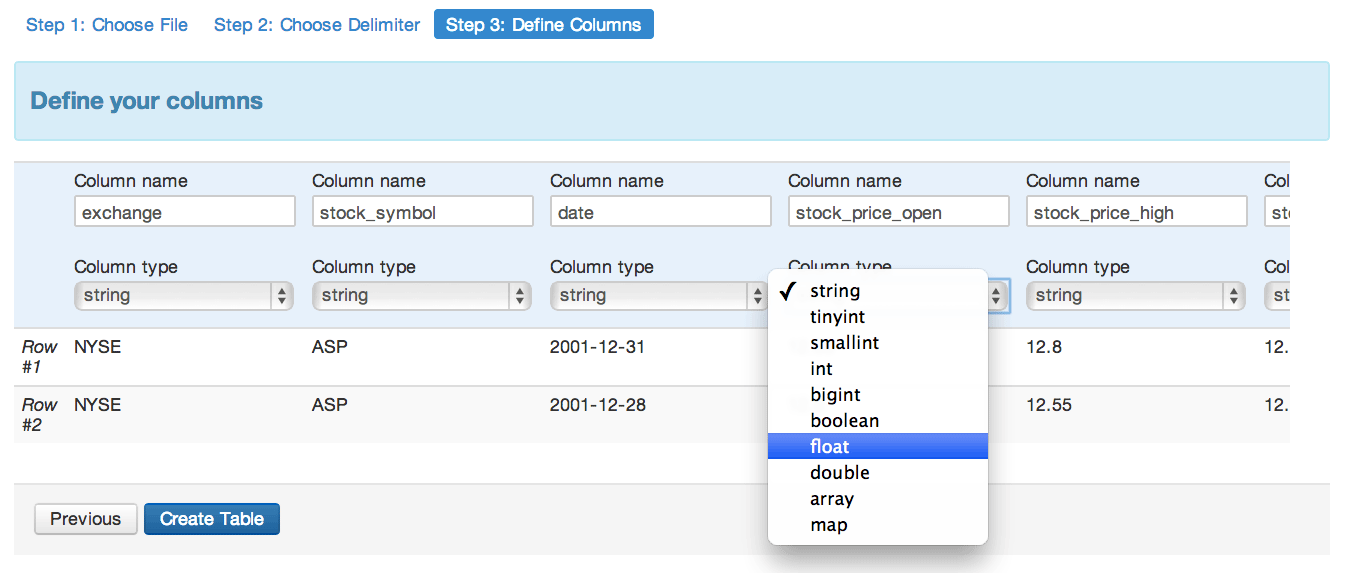 Step 1: Choose File Step 2: Choose Delimiter Step 3: Define Columns
Define your columns
Column name Column name Column name Column name Column name Col
exchange stock_symbol date stock_price_open stock_price_high st
Column type Column type Column type Column type Column type Col
string string string string string st
tinyint
smallint
int
bigint
boolean
float
double
array
map
Row #1 NYSE ASP 2001-12-31 12.8 12.
Row #2 NYSE ASP 2001-12-28 12.55 12.
Previous Create Table